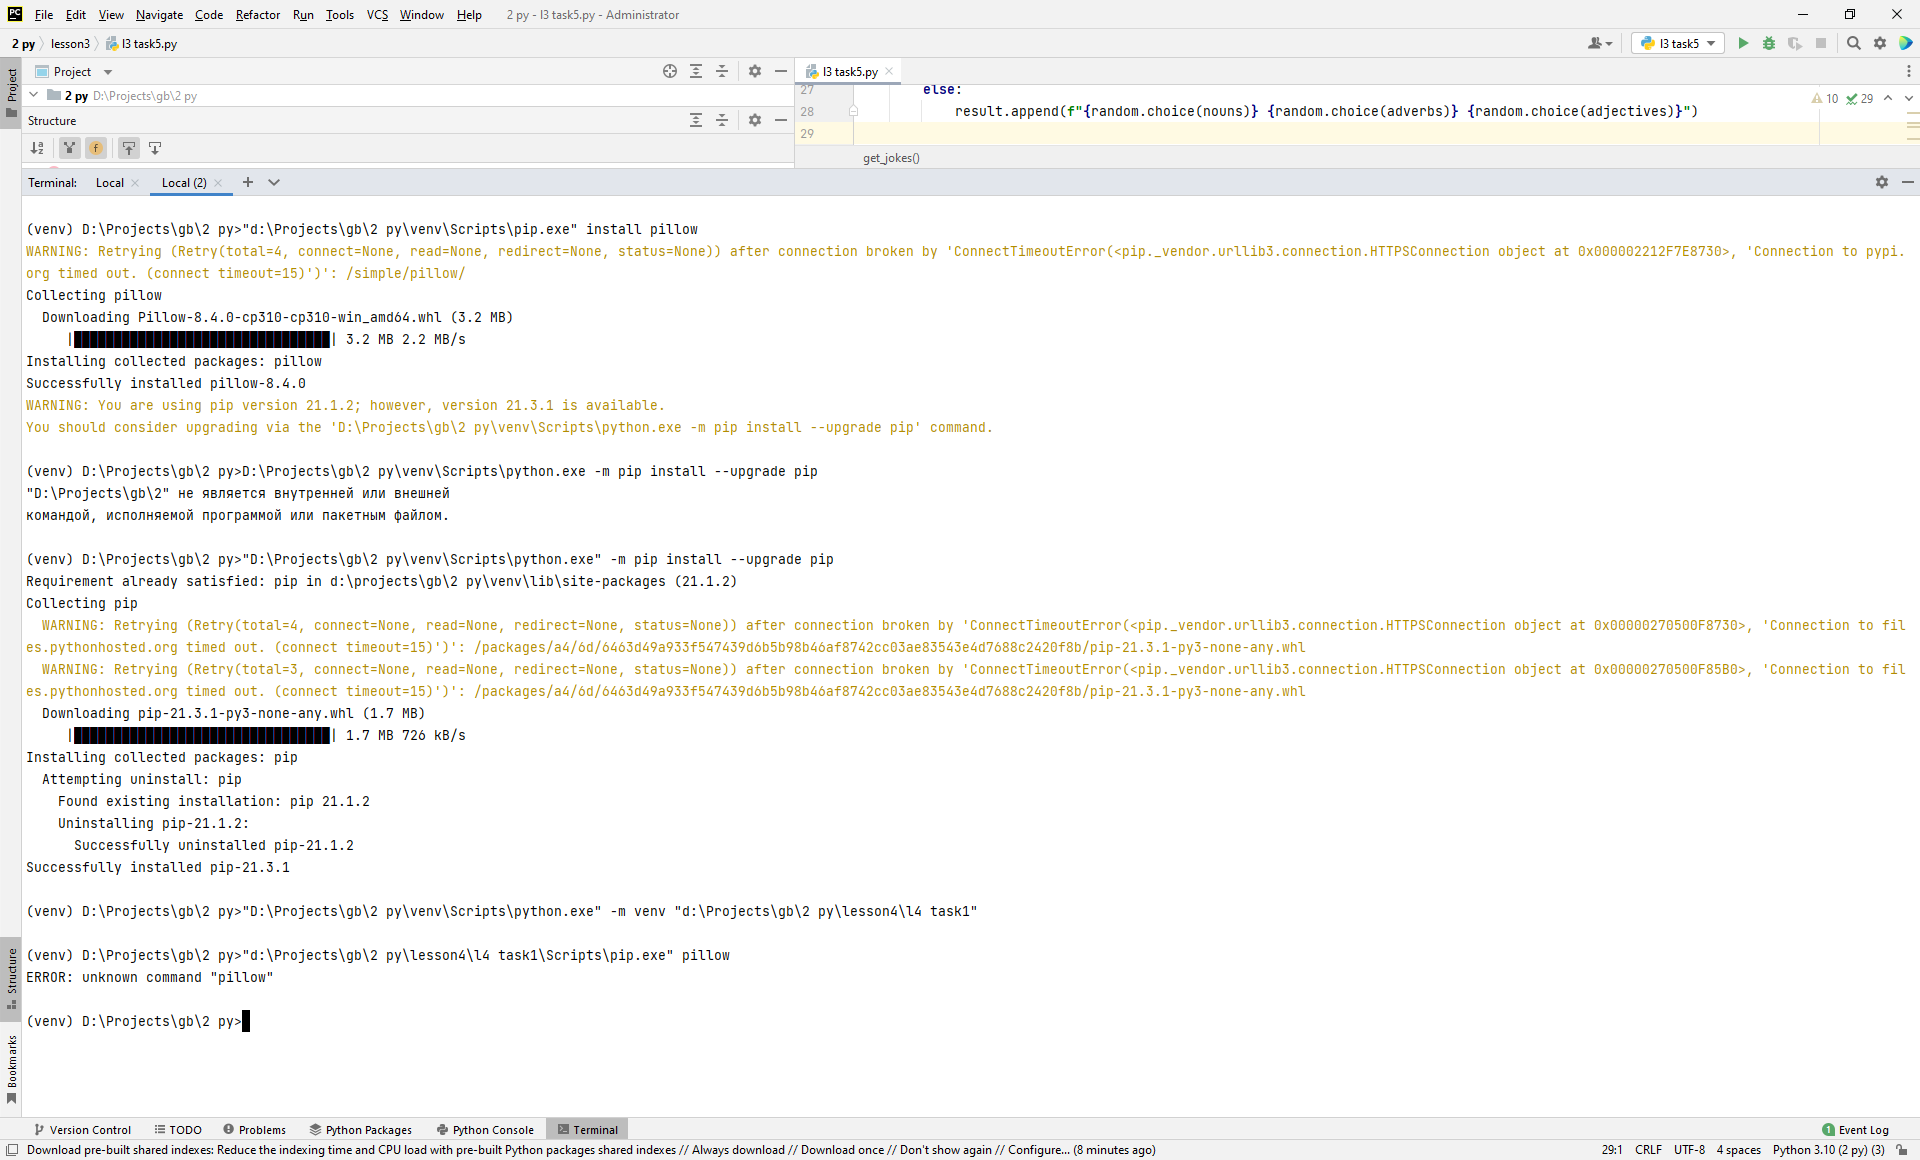 File Edit View Navigate Code Refactor Run Tools VCS Window Help 2 py - l3 task5.py - Administrator
2 py lesson3 l3 task5.py l3 task5
Project l3 task5.py
2 py D:\Projects\gb\2 py
27 else:
28 result.append(f"{random.choice(nouns)} {random.choice(adverbs)} {random.choice(adjectives)}")
10 29
Structure
29
get_jokes()
Terminal: Local Local (2)
(venv) D:\Projects\gb\2 py>"d:\Projects\gb\2 py\venv\Scripts\pip.exe" install pillow
WARNING: Retrying (Retry(total=4, connect=None, read=None, redirect=None, status=None)) after connection broken by 'ConnectTimeoutError(<pip._vendor.urllib3.connection.HTTPSConnection object at 0x000002212F7E8730>, 'Connection to pypi.
org timed out. (connect timeout=15)')': /simple/pillow/
Collecting pillow
Downloading Pillow-8.4.0-cp310-cp310-win_amd64.whl (3.2 MB)
3.2 MB 2.2 MB/s
Installing collected packages: pillow
Successfully installed pillow-8.4.0
WARNING: You are using pip version 21.1.2; however, version 21.3.1 is available.
You should consider upgrading via the 'D:\Projects\gb\2 py\venv\Scripts\python.exe -m pip install --upgrade pip' command.
(venv) D:\Projects\gb\2 py>D:\Projects\gb\2 py\venv\Scripts\python.exe -m pip install --upgrade pip
"D:\Projects\gb\2" не является внутренней или внешней
командой, исполняемой программой или пакетным файлом.
(venv) D:\Projects\gb\2 py>"D:\Projects\gb\2 py\venv\Scripts\python.exe" -m pip install --upgrade pip
Requirement already satisfied: pip in d:\projects\gb\2 py\venv\lib\site-packages (21.1.2)
Collecting pip
WARNING: Retrying (Retry(total=4, connect=None, read=None, redirect=None, status=None)) after connection broken by 'ConnectTimeoutError(<pip._vendor.urllib3.connection.HTTPSConnection object at 0x00000270500F8730>, 'Connection to fil
es.pythonhosted.org timed out. (connect timeout=15)')': /packages/a4/6d/6463d49a933f547439d6b5b98b46af8742cc03ae83543e4d7688c2420f8b/pip-21.3.1-py3-none-any.whl
WARNING: Retrying (Retry(total=3, connect=None, read=None, redirect=None, status=None)) after connection broken by 'ConnectTimeoutError(<pip._vendor.urllib3.connection.HTTPSConnection object at 0x00000270500F85B0>, 'Connection to fil
es.pythonhosted.org timed out. (connect timeout=15)')': /packages/a4/6d/6463d49a933f547439d6b5b98b46af8742cc03ae83543e4d7688c2420f8b/pip-21.3.1-py3-none-any.whl
Downloading pip-21.3.1-py3-none-any.whl (1.7 MB)
1.7 MB 726 kB/s
Installing collected packages: pip
Attempting uninstall: pip
Found existing installation: pip 21.1.2
Uninstalling pip-21.1.2:
Successfully uninstalled pip-21.1.2
Successfully installed pip-21.3.1
(venv) D:\Projects\gb\2 py>"D:\Projects\gb\2 py\venv\Scripts\python.exe" -m venv "d:\Projects\gb\2 py\lesson4\l4 task1"
(venv) D:\Projects\gb\2 py>"d:\Projects\gb\2 py\lesson4\l4 task1\Scripts\pip.exe" pillow
ERROR: unknown command "pillow"
(venv) D:\Projects\gb\2 py>
Project
Structure
Bookmarks
Version Control TODO Problems Python Packages Python Console Terminal 1 Event Log
Download pre-built shared indexes: Reduce the indexing time and CPU load with pre-built Python packages shared indexes // Always download // Download once // Don't show again // Configure... (8 minutes ago) 29:1 CRLF UTF-8 4 spaces Python 3.10 (2 py) (3)